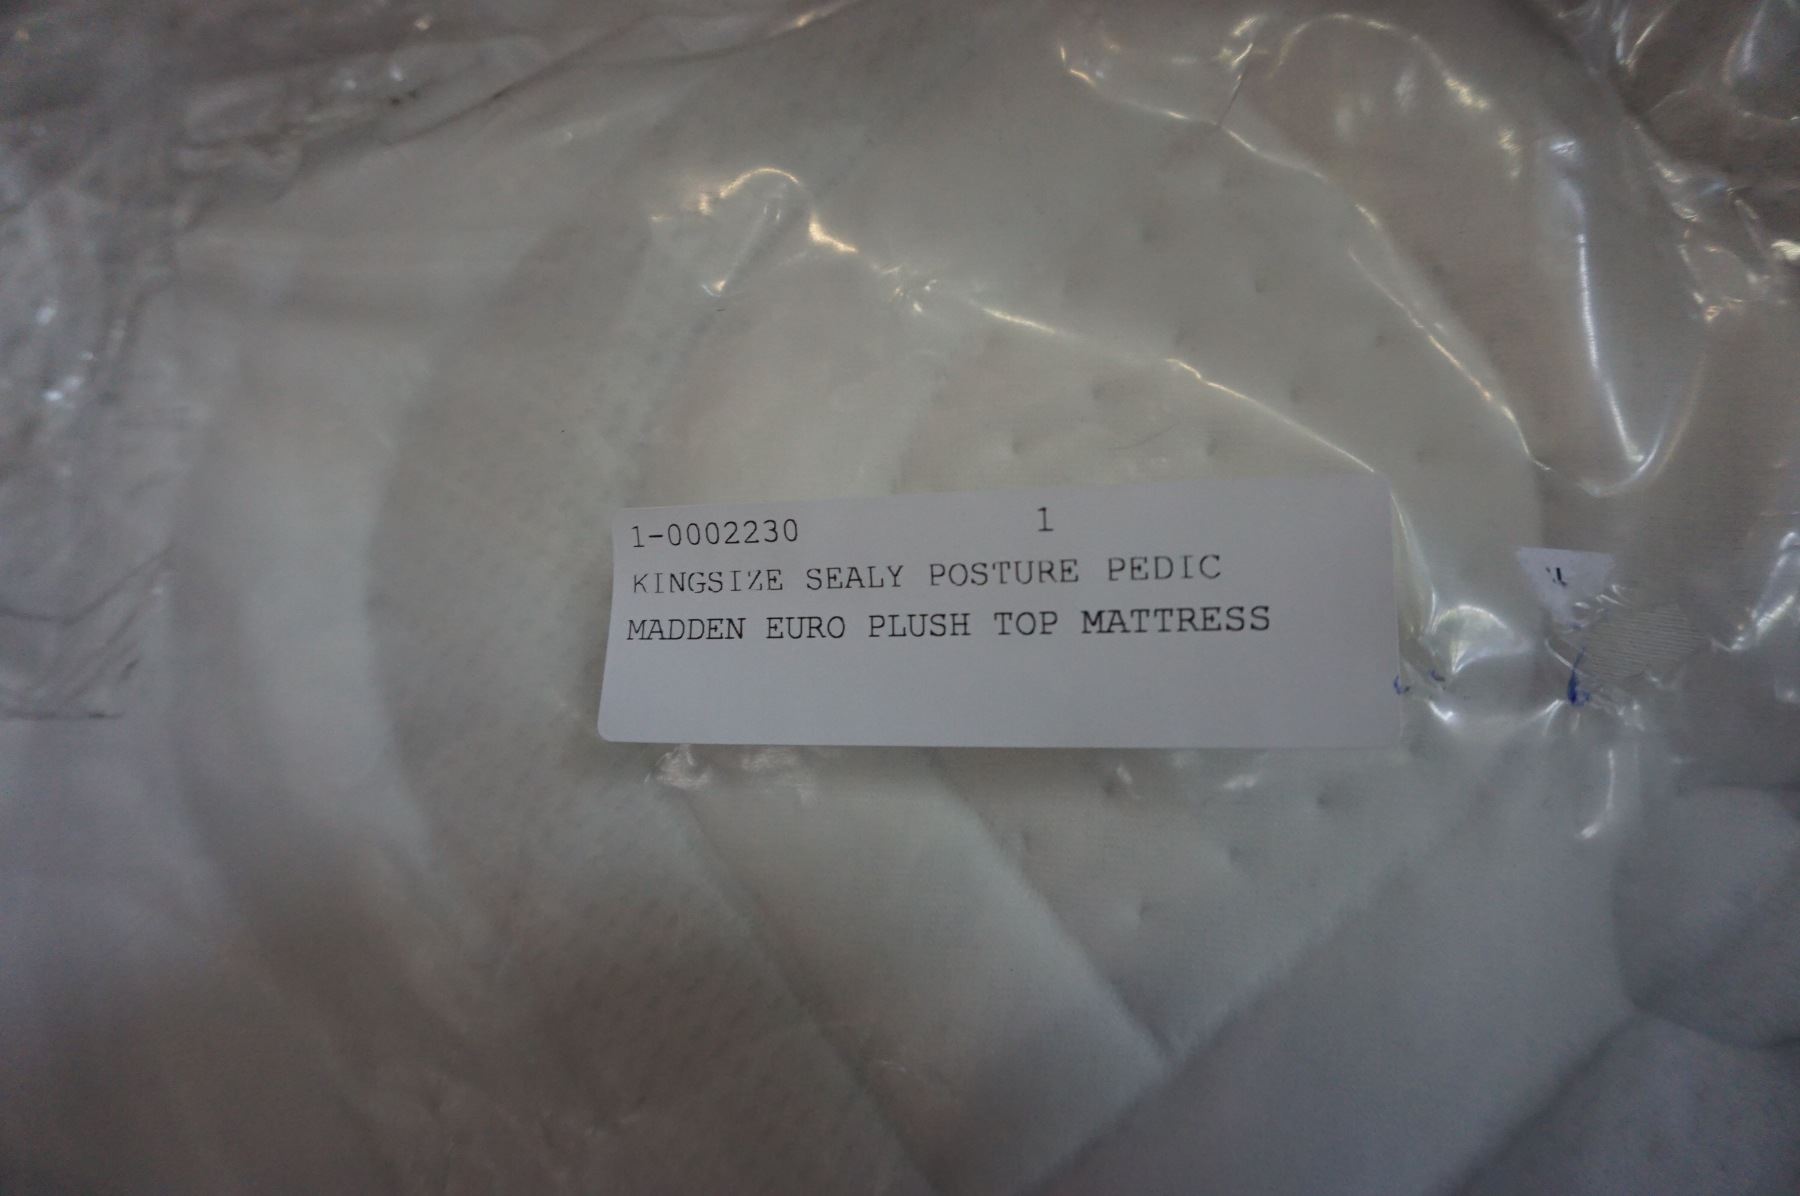 1-0002230 1
KINGSIZE SEALY POSTURE PEDIC
MADDEN EURO PLUSH TOP MATTRESS